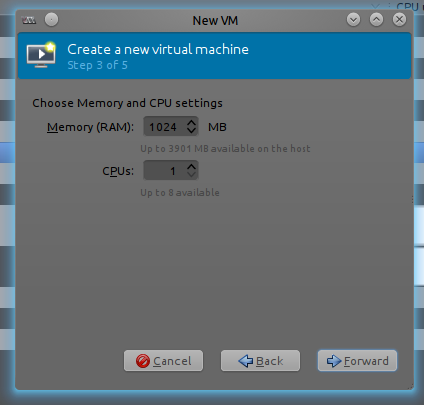 CPU
New VM
Create a new virtual machine
Step 3 of 5
Choose Memory and CPU settings
Memory (RAM): 1024 MB
Up to 3901 MB available on the host
CPUs: 1
Up to 8 available
Cancel Back Forward